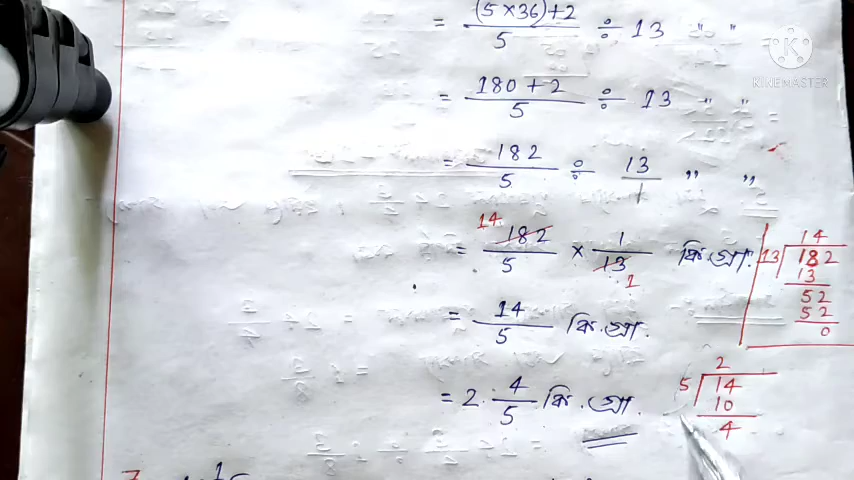 = (5×36)+2 / 5 ÷ 13 " "
= 180+2 / 5 ÷ 13 " "
= 182 / 5 ÷ 13 / 1 " "
14
= 182 / 5 × 1 / 13 কি.গ্রা.
1
= 14 / 5 কি.গ্রা.
= 2 4 / 5 কি.গ্রা.
14
13 182
13
52
52
0
2
5 14
10
4
KINEMASTER